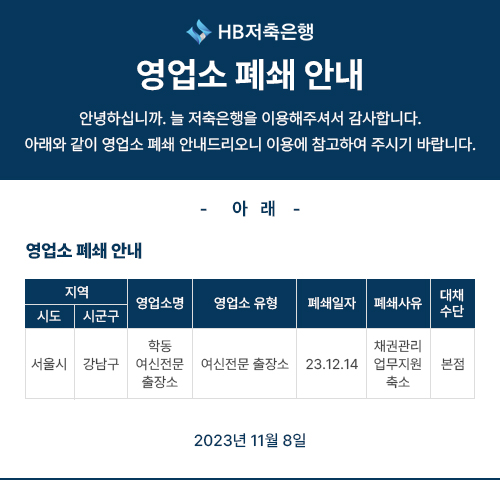 HB저축은행
영업소 폐쇄 안내
안녕하십니까. 늘 저축은행을 이용해주셔서 감사합니다.
아래와 같이 영업소 폐쇄 안내드리오니 이용에 참고하여 주시기 바랍니다.
- 아 래 -
영업소 폐쇄 안내
지역 영업소명 영업소 유형 폐쇄일자 폐쇄사유 대체
수단
시도 시군구
서울시 강남구 학동
여신전문
출장소 여신전문 출장소 23.12.14 채권관리
업무지원
축소 본점
2023년 11월 8일